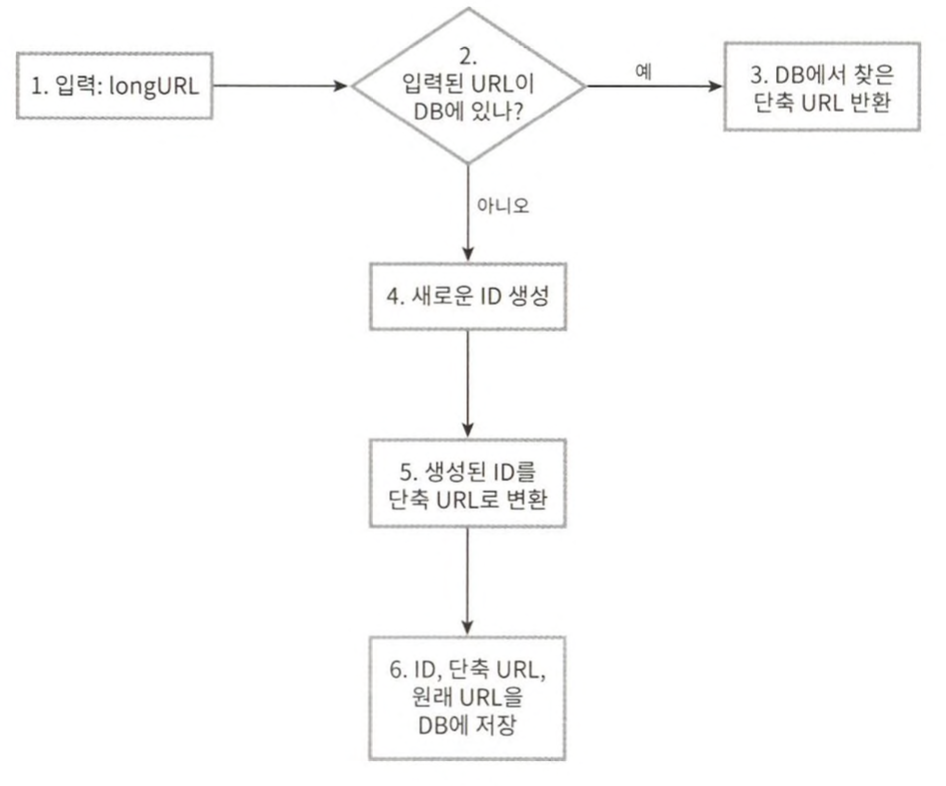 1. 입력: longURL
2.
입력된 URL이
DB에 있나?
예
3. DB에서 찾은
단축 URL 반환
아니오
4. 새로운 ID 생성
5. 생성된 ID를
단축 URL로 변환
6. ID, 단축 URL,
원래 URL을
DB에 저장